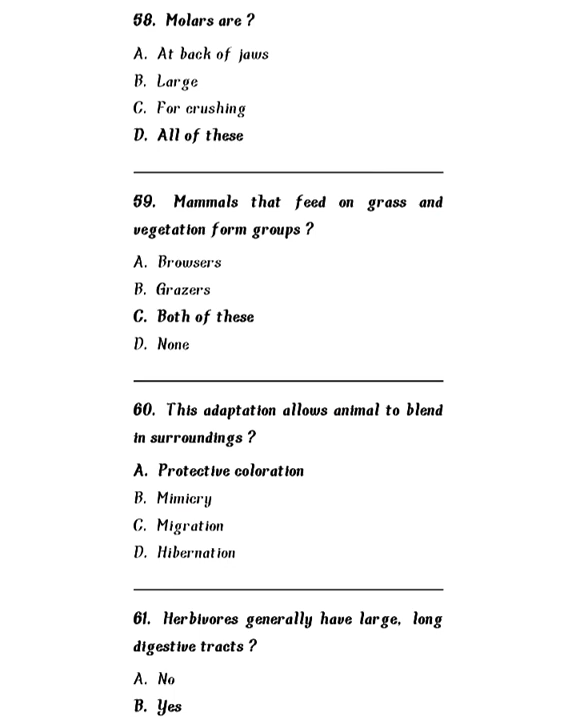 58. Molars are ?
A. At back of jaws
B. Large
C. For crushing
D. All of these
59. Mammals that feed on grass and
vegetation form groups ?
A. Browsers
B. Grazers
C. Both of these
D. None
60. This adaptation allows animal to blend
in surroundings ?
A. Protective coloration
B. Mimicry
C. Migration
D. Hibernation
61. Herbivores generally have large, long
digestive tracts ?
A. No
B. Yes